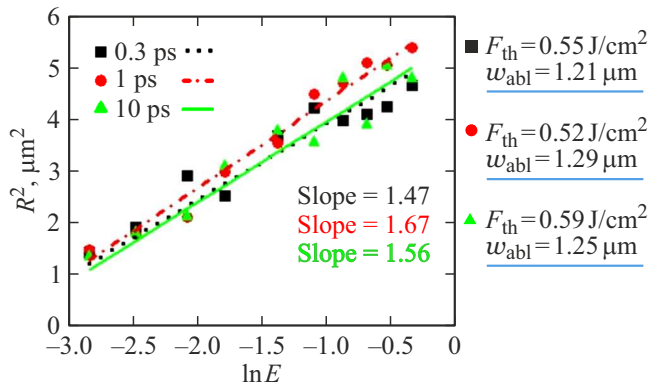 6
5
4
3
2
1
0
R², μm²
0.3 ps
1 ps
10 ps
Slope = 1.47
Slope = 1.67
Slope = 1.56
−3.0 −2.5 −2.0 −1.5 −1.0 −0.5 0
ln E
F_th = 0.55 J/cm²
w_abl = 1.21 μm
F_th = 0.52 J/cm²
w_abl = 1.29 μm
F_th = 0.59 J/cm²
w_abl = 1.25 μm